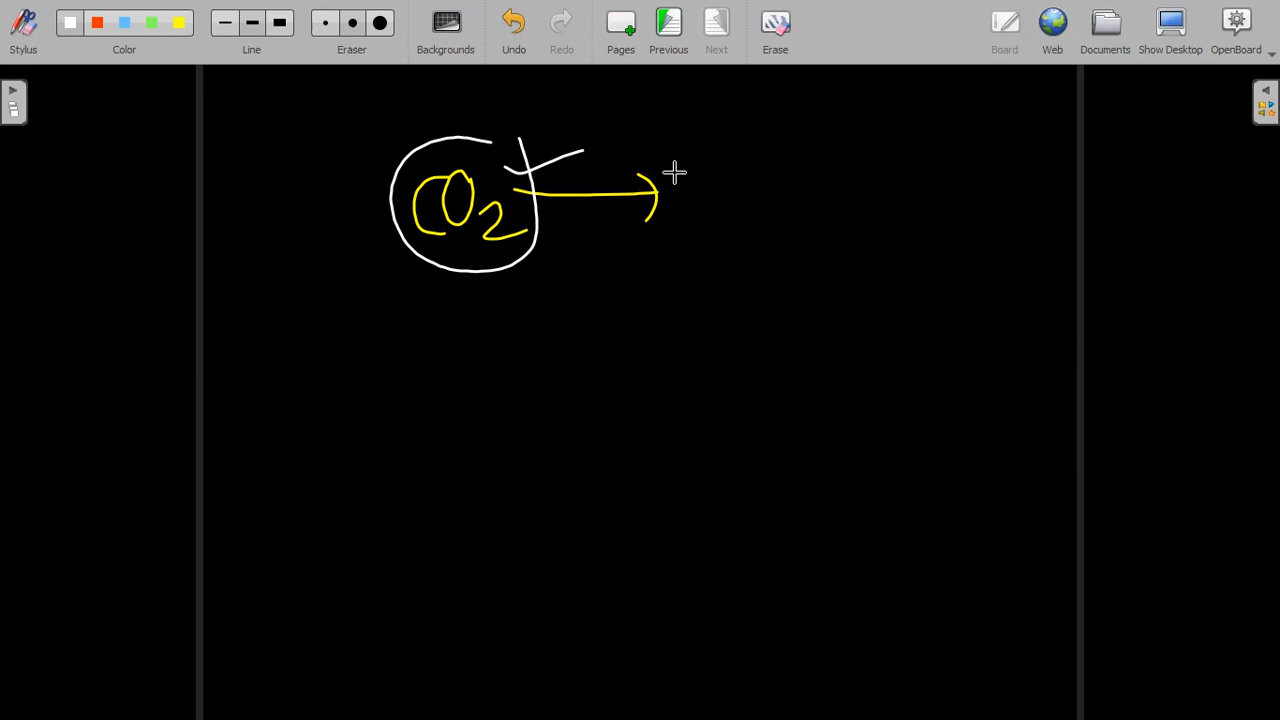 Stylus Color Line Eraser Backgrounds Undo Redo Pages Previous Next Erase Board Web Documents Show Desktop OpenBoard
CO2 →